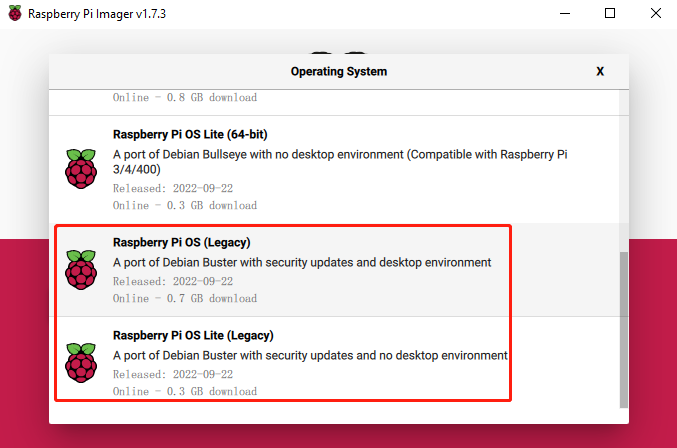 Raspberry Pi Imager v1.7.3
Operating System
X
Online - 0.8 GB download
Raspberry Pi OS Lite (64-bit)
A port of Debian Bullseye with no desktop environment (Compatible with Raspberry Pi
3/4/400)
Released: 2022-09-22
Online - 0.3 GB download
Raspberry Pi OS (Legacy)
A port of Debian Buster with security updates and desktop environment
Released: 2022-09-22
Online - 0.7 GB download
Raspberry Pi OS Lite (Legacy)
A port of Debian Buster with security updates and no desktop environment
Released: 2022-09-22
Online - 0.3 GB download